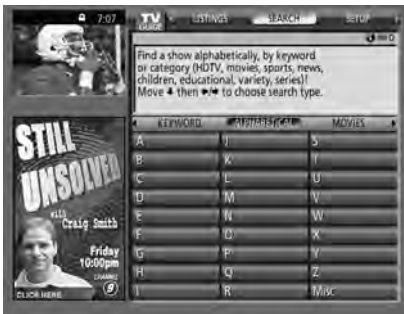 7:07
TV GUIDE LISTINGS SEARCH SETUP
Find a show alphabetically, by keyword
or category (HDTV, movies, sports, news,
children, educational, variety, series)!
Move ↓ then ←/→ to choose search type.
KEYWORD ALPHABETICAL MOVIES
A J S
B K T
C L U
D M V
E N W
F O X
G P Y
H Q Z
I R Misc
STILL
UNSOLVED
with
Craig Smith
Friday
10:00pm
CHANNEL
9
CLICK HERE